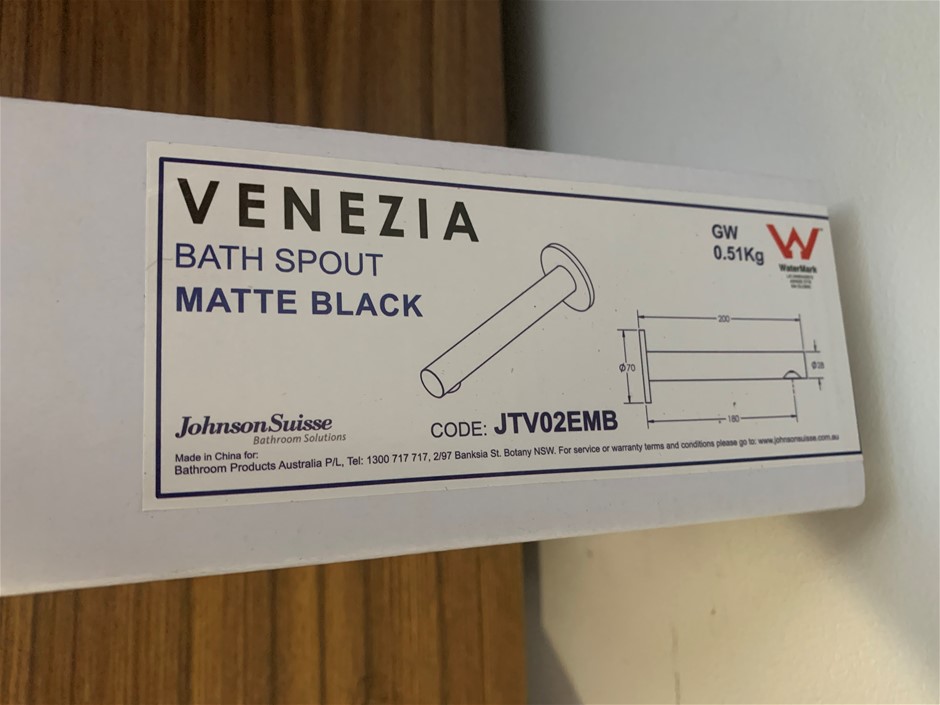 VENEZIA
BATH SPOUT
MATTE BLACK
GW
0.51Kg
WaterMark
200
Ø70
Ø28
180
CODE: JTV02EMB
JohnsonSuisse
Bathroom Solutions
Made in China for:
Bathroom Products Australia P/L, Tel: 1300 717 717, 2/97 Banksia St. Botany NSW. For service or warranty terms and conditions please go to: www.johnsonsuisse.com.au